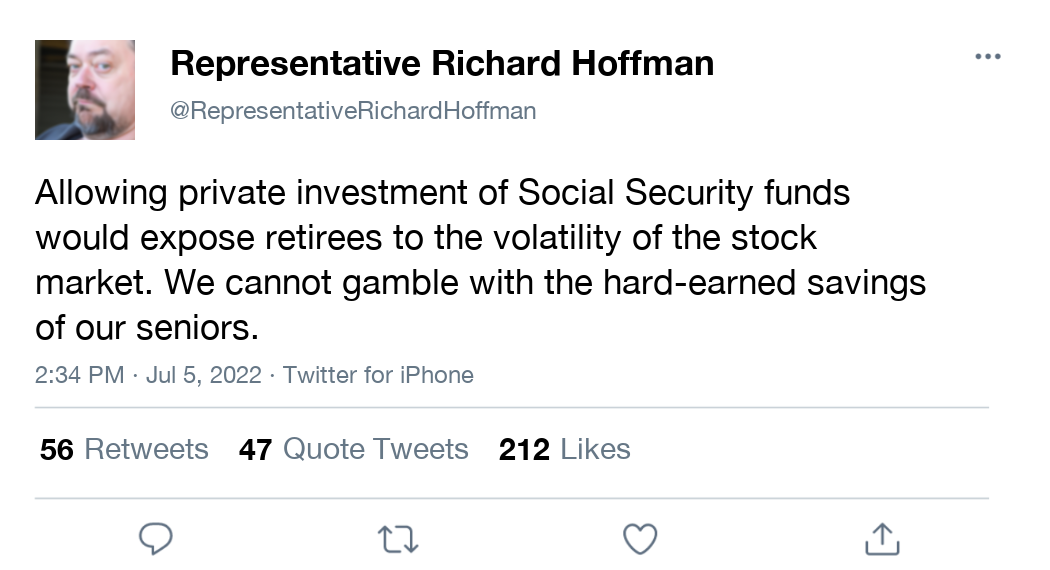 Representative Richard Hoffman
@RepresentativeRichardHoffman
Allowing private investment of Social Security funds
would expose retirees to the volatility of the stock
market. We cannot gamble with the hard-earned savings
of our seniors.
2:34 PM · Jul 5, 2022 · Twitter for iPhone
56 Retweets 47 Quote Tweets 212 Likes